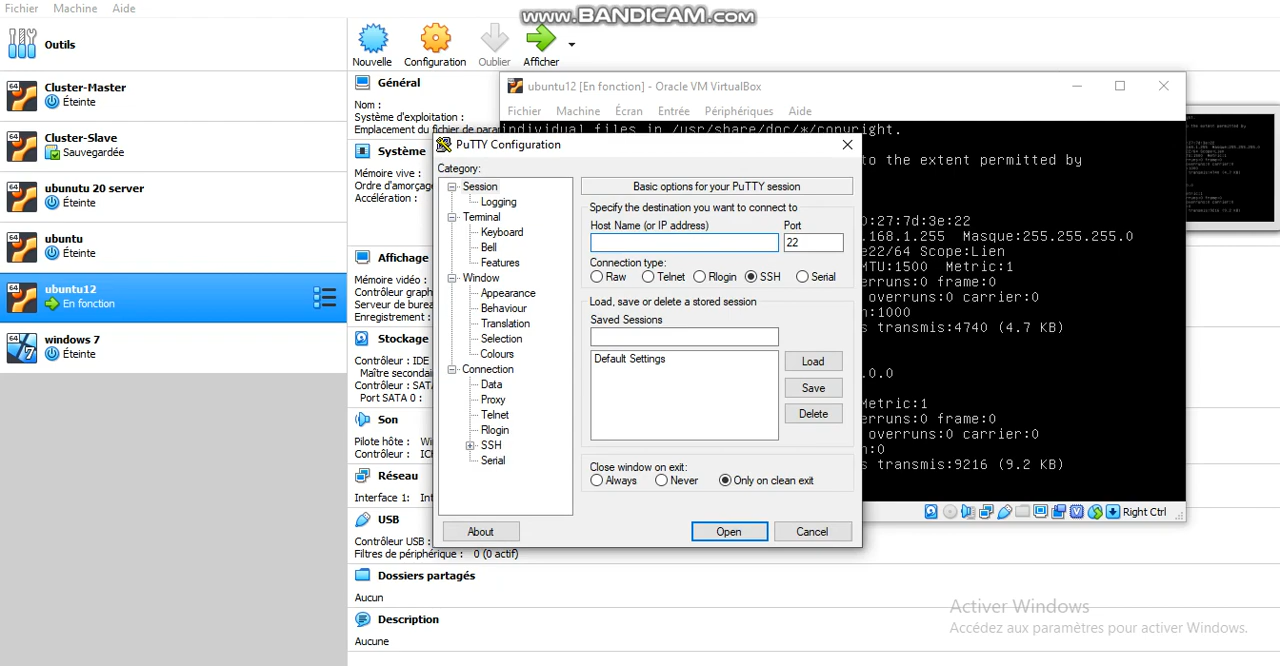 www.BANDICAM.com
Fichier Machine Aide
Outils
Cluster-Master
Éteinte
Cluster-Slave
Sauvegardée
ubunutu 20 server
Éteinte
ubuntu
Éteinte
ubuntu12
En fonction
windows 7
Éteinte
Nouvelle Configuration Oublier Afficher
Général
Nom :
Système d'exploitation :
Emplacement du fichier de para
Système
Mémoire vive :
Ordre d'amorçag
Accélération :
Affichage
Mémoire vidéo :
Contrôleur graph
Serveur de burea
Enregistrement :
Stockage
Contrôleur : IDE
Maître secondai
Contrôleur : SATA
Port SATA 0 :
Son
Pilote hôte : Wi
Contrôleur : ICH
Réseau
Interface 1: Int
USB
Contrôleur USB :
Filtres de périphérique : 0 (0 actif)
Dossiers partagés
Aucun
Description
Aucune
ubuntu12 [En fonction] - Oracle VM VirtualBox
Fichier Machine Écran Entrée Périphériques Aide
individual files in /usr/share/doc/*/copyright.
to the extent permitted by
0:27:7d:3e:22
.168.1.255 Masque:255.255.255.0
e22/64 Scope:Lien
MTU:1500 Metric:1
overruns:0 frame:0
overruns:0 carrier:0
n:1000
s transmis:4740 (4.7 KB)
.0.0
Metric:1
overruns:0 frame:0
overruns:0 carrier:0
:0
s transmis:9216 (9.2 KB)
Right Ctrl
PuTTY Configuration
Category:
Session
Logging
Terminal
Keyboard
Bell
Features
Window
Appearance
Behaviour
Translation
Selection
Colours
Connection
Data
Proxy
Telnet
Rlogin
SSH
Serial
Basic options for your PuTTY session
Specify the destination you want to connect to
Host Name (or IP address) Port
22
Connection type:
Raw Telnet Rlogin SSH Serial
Load, save or delete a stored session
Saved Sessions
Default Settings
Load
Save
Delete
Close window on exit:
Always Never Only on clean exit
About Open Cancel
Activer Windows
Accédez aux paramètres pour activer Windows.